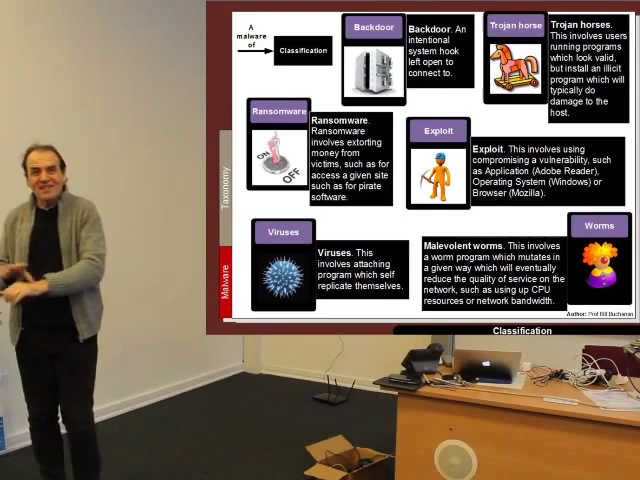 A
malware
of
Classification
Backdoor
Backdoor. An
intentional
system hook
left open to
connect to.
Trojan horse
Trojan horses.
This involves users
running programs
which look valid,
but install an illicit
program which will
typically do
damage to the
host.
Ransomware
ON
OFF
Ransomware.
Ransomware
involves extorting
money from
victims, such as for
access a given site
such as for pirate
software.
Exploit
Exploit. This involves using
compromising a vulnerability, such
as Application (Adobe Reader),
Operating System (Windows) or
Browser (Mozilla).
Viruses
Viruses. This
involves attaching
program which self
replicate themselves.
Malevolent worms. This involves
a worm program which mutates in
a given way which will eventually
reduce the quality of service on the
network, such as using up CPU
resources or network bandwidth.
Worms
Taxonomy
Malware
Author: Prof Bill Buchanan
Classification